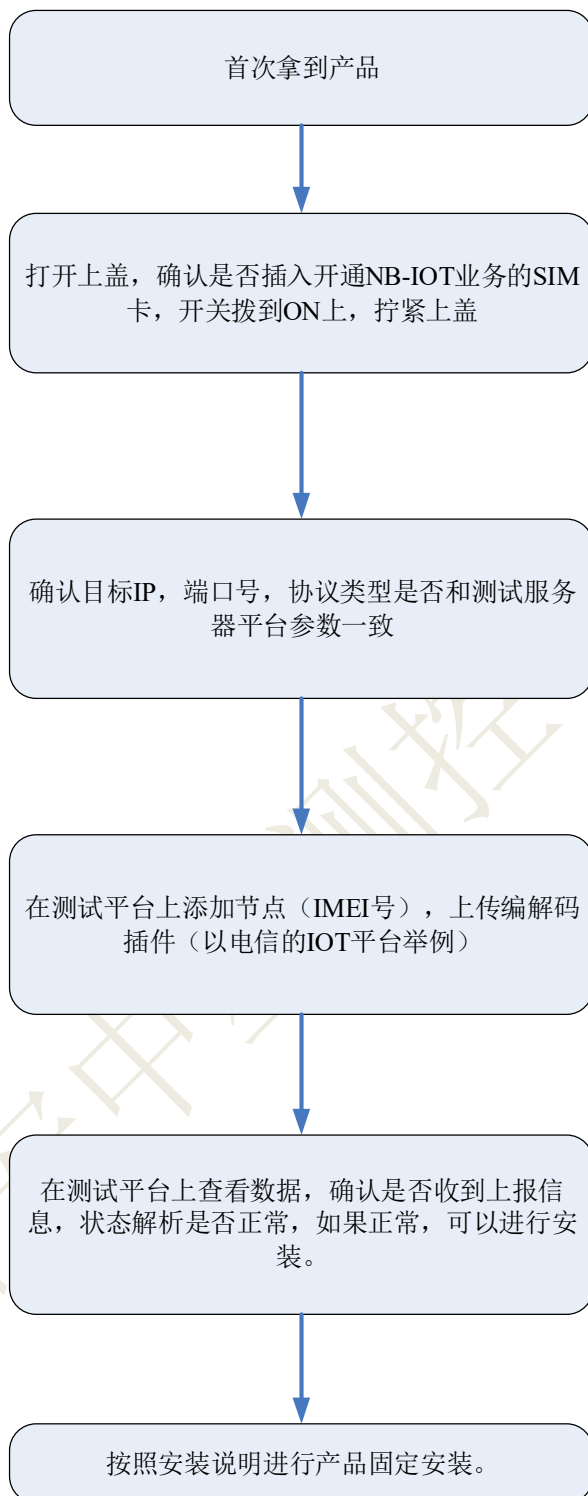 首次拿到产品
打开上盖，确认是否插入开通NB-IOT业务的SIM
卡，开关拨到ON上，拧紧上盖
确认目标IP，端口号，协议类型是否和测试服务
器平台参数一致
在测试平台上添加节点（IMEI号），上传编解码
插件（以电信的IOT平台举例）
在测试平台上查看数据，确认是否收到上报信
息，状态解析是否正常，如果正常，可以进行安
装。
按照安装说明进行产品固定安装。